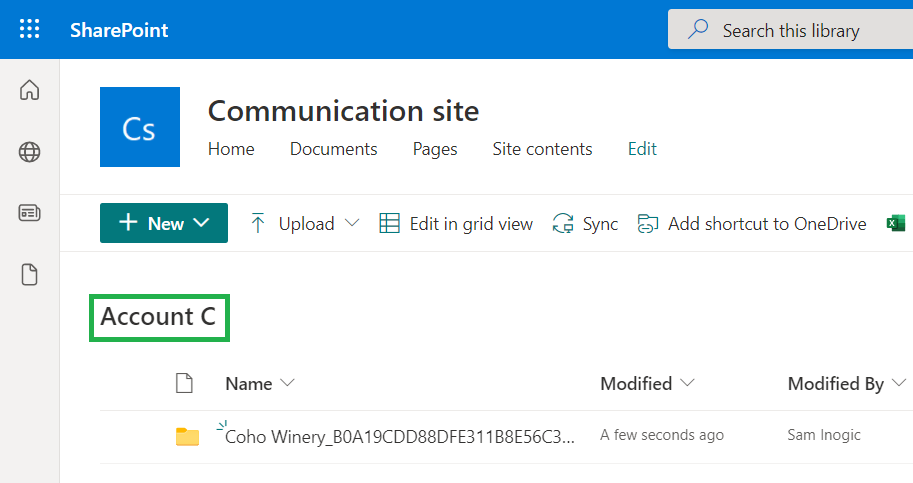 SharePoint
Search this library
Cs
Communication site
Home Documents Pages Site contents Edit
New Upload Edit in grid view Sync Add shortcut to OneDrive
Account C
Name Modified Modified By
Coho Winery_B0A19CDD88DFE311B8E56C3... A few seconds ago Sam Inogic